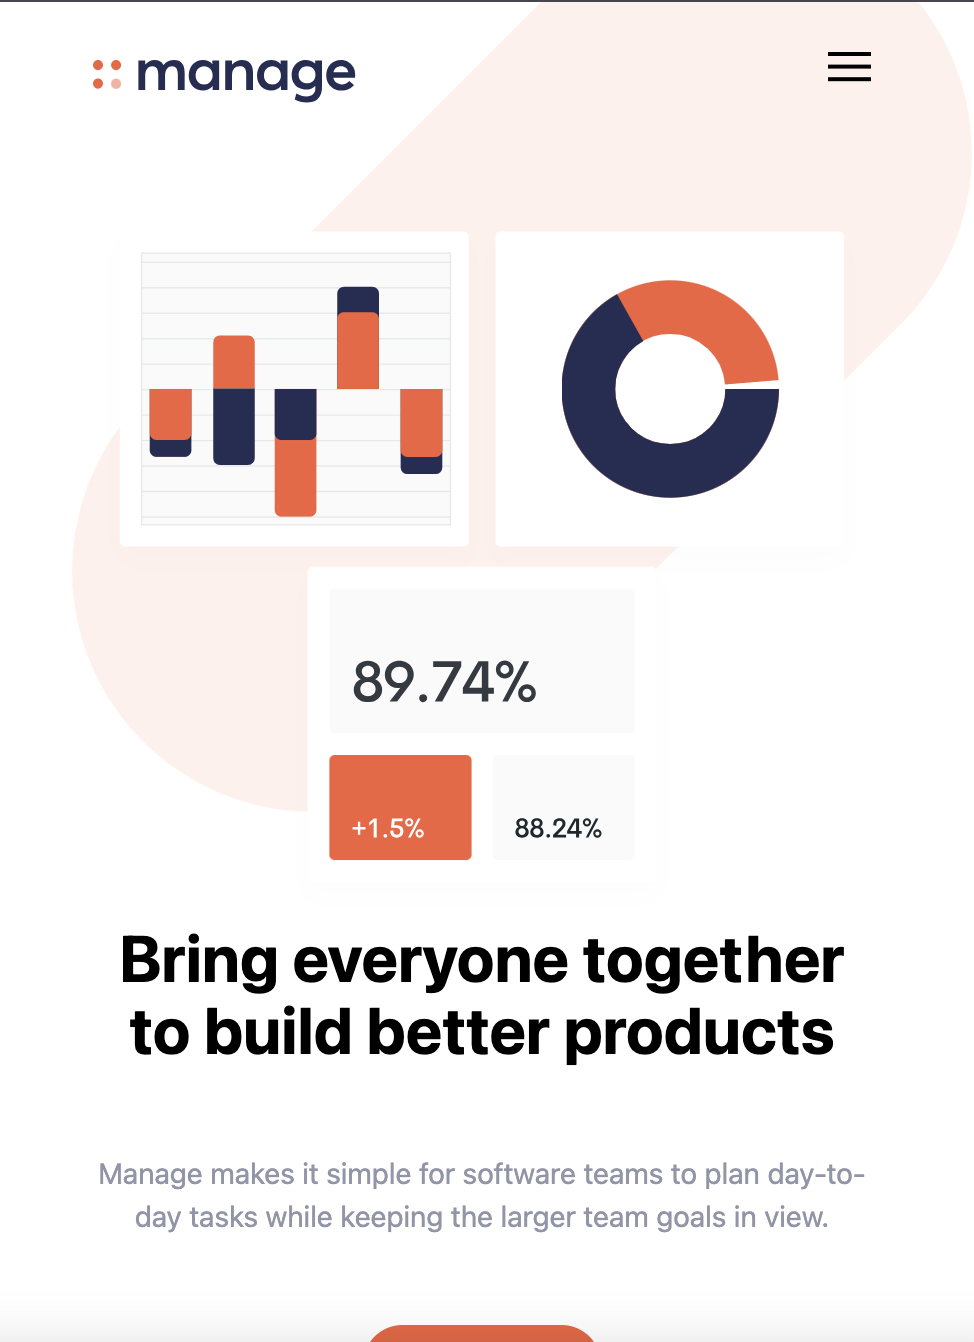 manage
89.74%
+1.5%
88.24%
Bring everyone together
to build better products
Manage makes it simple for software teams to plan day-to-
day tasks while keeping the larger team goals in view.